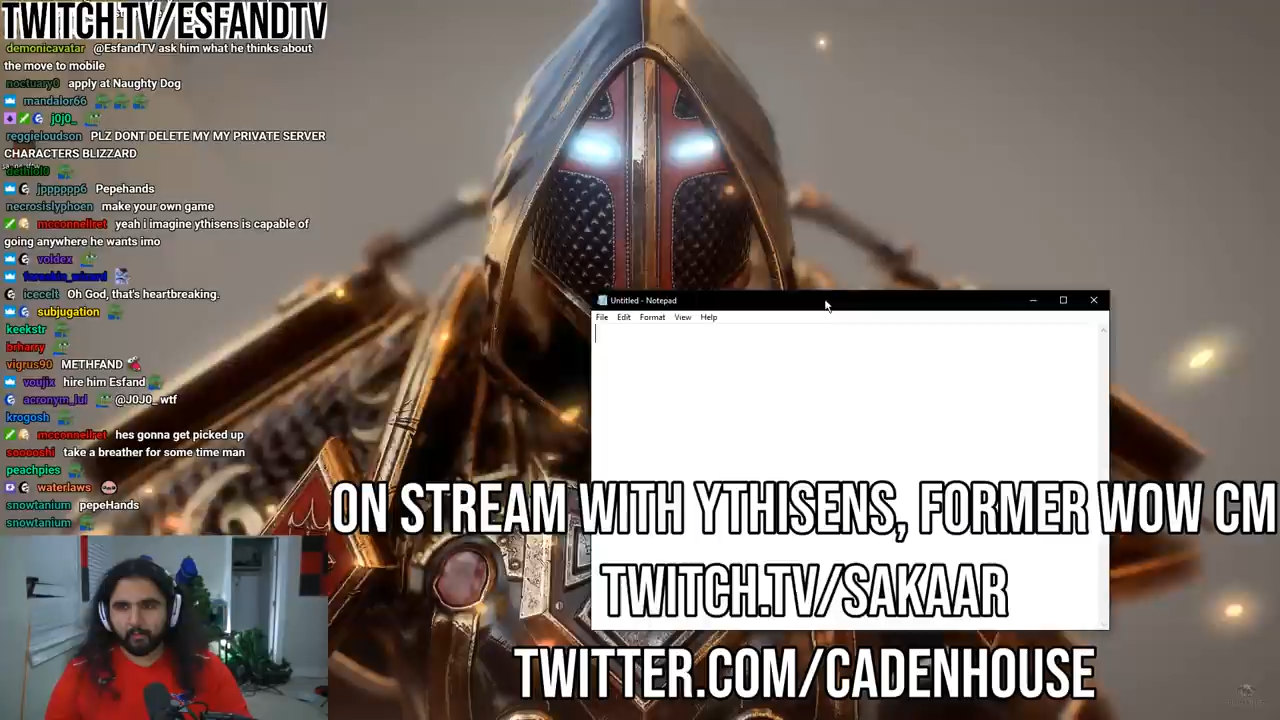 TWITCH.TV/ESFANDTV
demonicavatar @EsfandTV ask him what he thinks about
the move to mobile
noctuary0 apply at Naughty Dog
mandalor66
j0j0_
reggieloudson PLZ DONT DELETE MY MY PRIVATE SERVER
CHARACTERS BLIZZARD
dethlol0
jpppppp6 Pepehands
necrosislyphoen make your own game
mcconnellret yeah i imagine ythisens is capable of
going anywhere he wants imo
voldex
icecelt Oh God, that's heartbreaking.
subjugation
keekstr
brharry
vigrus90 METHFAND
voujix hire him Esfand
acronym_lul @J0J0_ wtf
krogosh
mcconnellret hes gonna get picked up
sooooshi take a breather for some time man
peachpies
waterlaws
snowtanium pepeHands
snowtanium
Untitled - Notepad
File Edit Format View Help
ON STREAM WITH YTHISENS, FORMER WOW CM
TWITCH.TV/SAKAAR
TWITTER.COM/CADENHOUSE